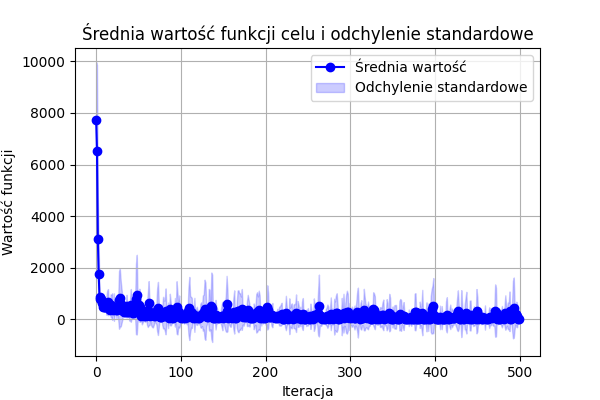 Średnia wartość funkcji celu i odchylenie standardowe
Średnia wartość
Odchylenie standardowe
Wartość funkcji
10000
8000
6000
4000
2000
0
0 100 200 300 400 500
Iteracja